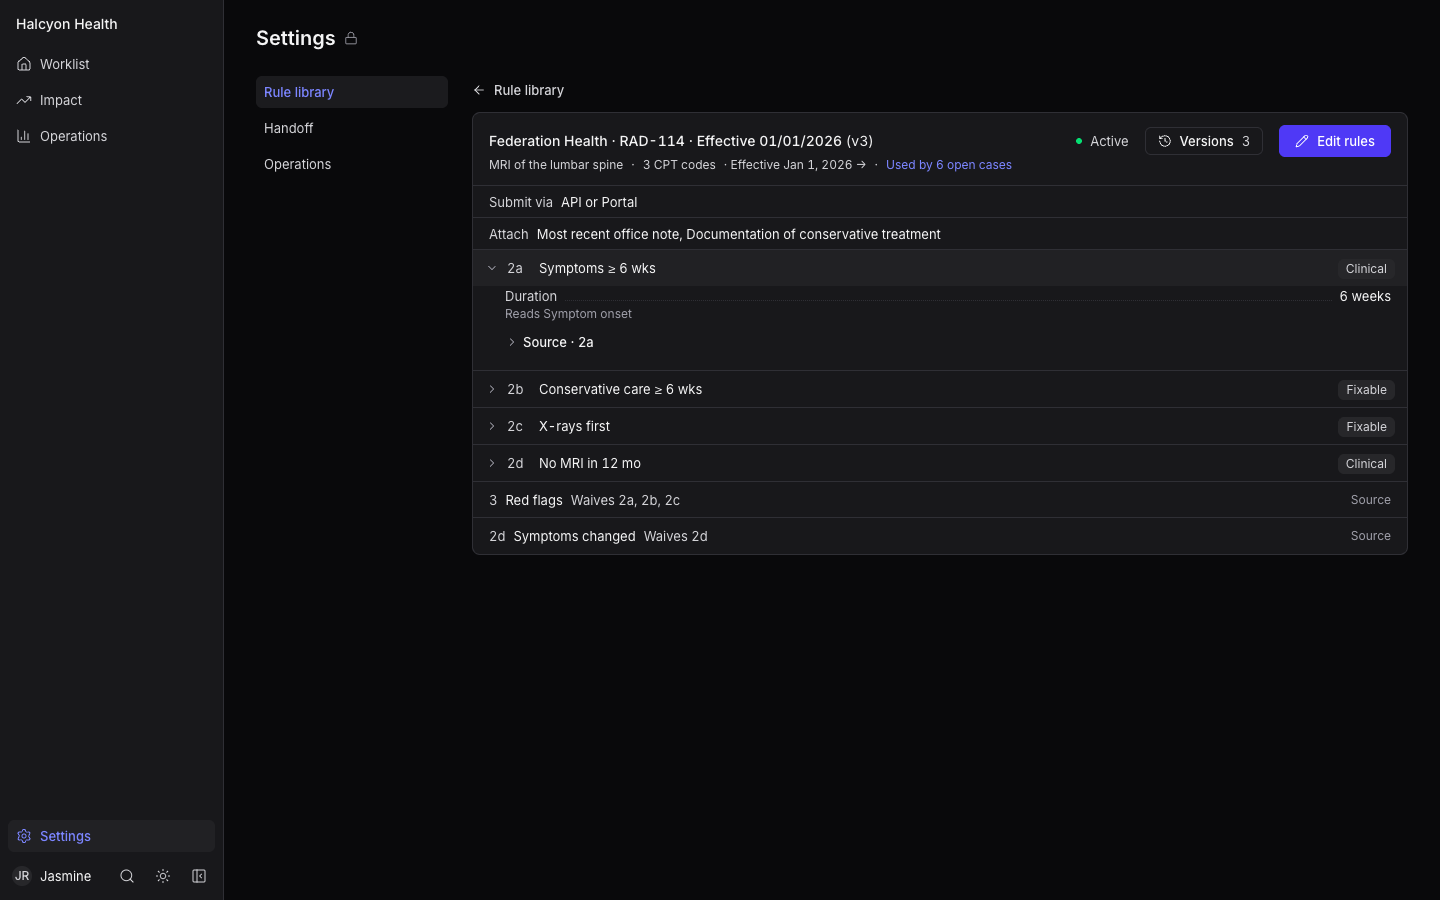 Halcyon Health
Worklist
Impact
Operations
Settings
JR Jasmine
Settings
Rule library
Handoff
Operations
← Rule library
Federation Health · RAD-114 · Effective 01/01/2026 (v3)
Active
Versions 3
Edit rules
MRI of the lumbar spine · 3 CPT codes · Effective Jan 1, 2026 → · Used by 6 open cases
Submit via API or Portal
Attach Most recent office note, Documentation of conservative treatment
2a Symptoms ≥ 6 wks Clinical
Duration 6 weeks
Reads Symptom onset
Source · 2a
2b Conservative care ≥ 6 wks Fixable
2c X-rays first Fixable
2d No MRI in 12 mo Clinical
3 Red flags Waives 2a, 2b, 2c Source
2d Symptoms changed Waives 2d Source